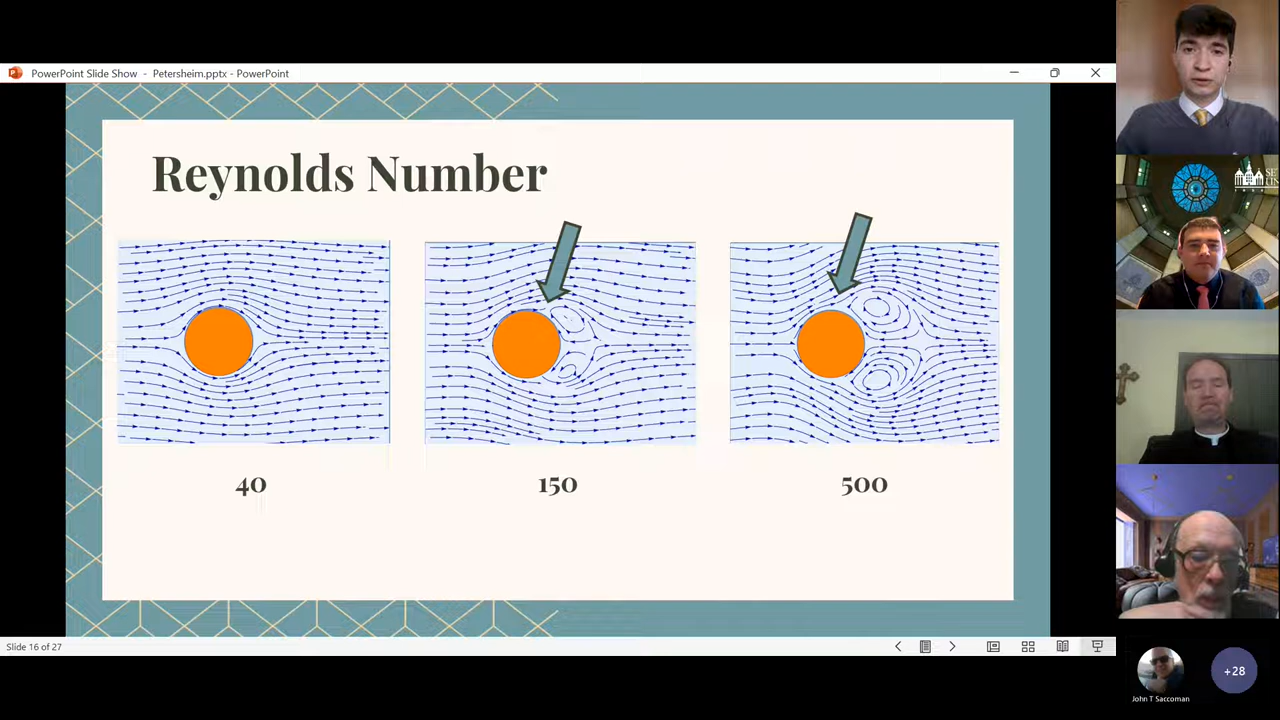 PowerPoint Slide Show - Petersheim.pptx - PowerPoint
Reynolds Number
40
150
500
Slide 16 of 27
John T Saccoman
+28